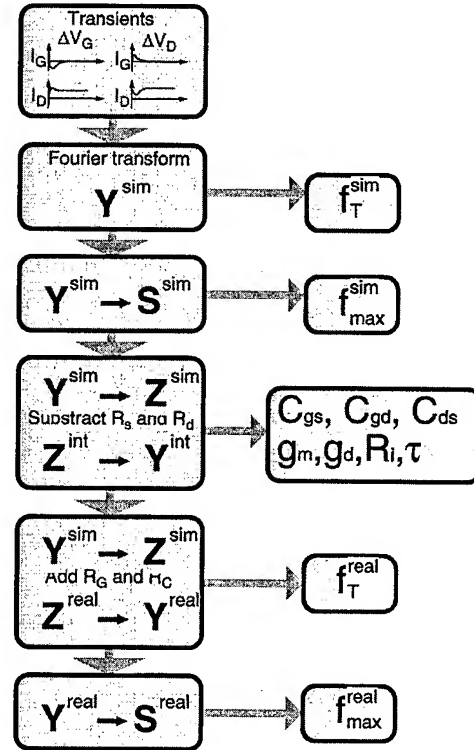 Transients
ΔV_G ΔV_D
I_G I_G
I_D I_D
Fourier transform
Y^sim
f_T^sim
Y^sim → S^sim
f_max^sim
Y^sim → Z^sim
Substract R_s and R_d
Z^int → Y^int
C_gs, C_gd, C_ds
g_m, g_d, R_i, τ
Y^sim → Z^sim
Add R_G and R_C
Z^real → Y^real
f_T^real
Y^real → S^real
f_max^real